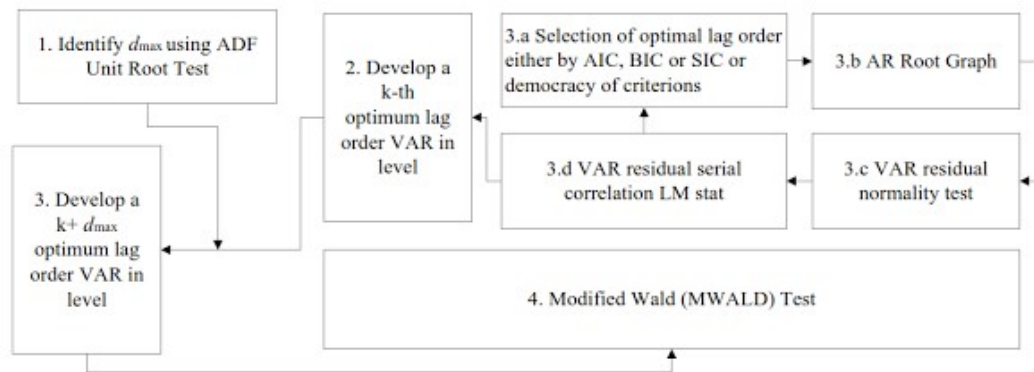 1. Identify dmax using ADF
Unit Root Test
2. Develop a
k-th
optimum lag
order VAR in
level
3.a Selection of optimal lag order
either by AIC, BIC or SIC or
democracy of criterions
3.b AR Root Graph
3.d VAR residual serial
correlation LM stat
3.c VAR residual
normality test
3. Develop a
k+ dmax
optimum lag
order VAR in
level
4. Modified Wald (MWALD) Test